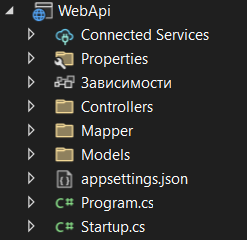 WebApi
Connected Services
Properties
Зависимости
Controllers
Mapper
Models
appsettings.json
Program.cs
Startup.cs